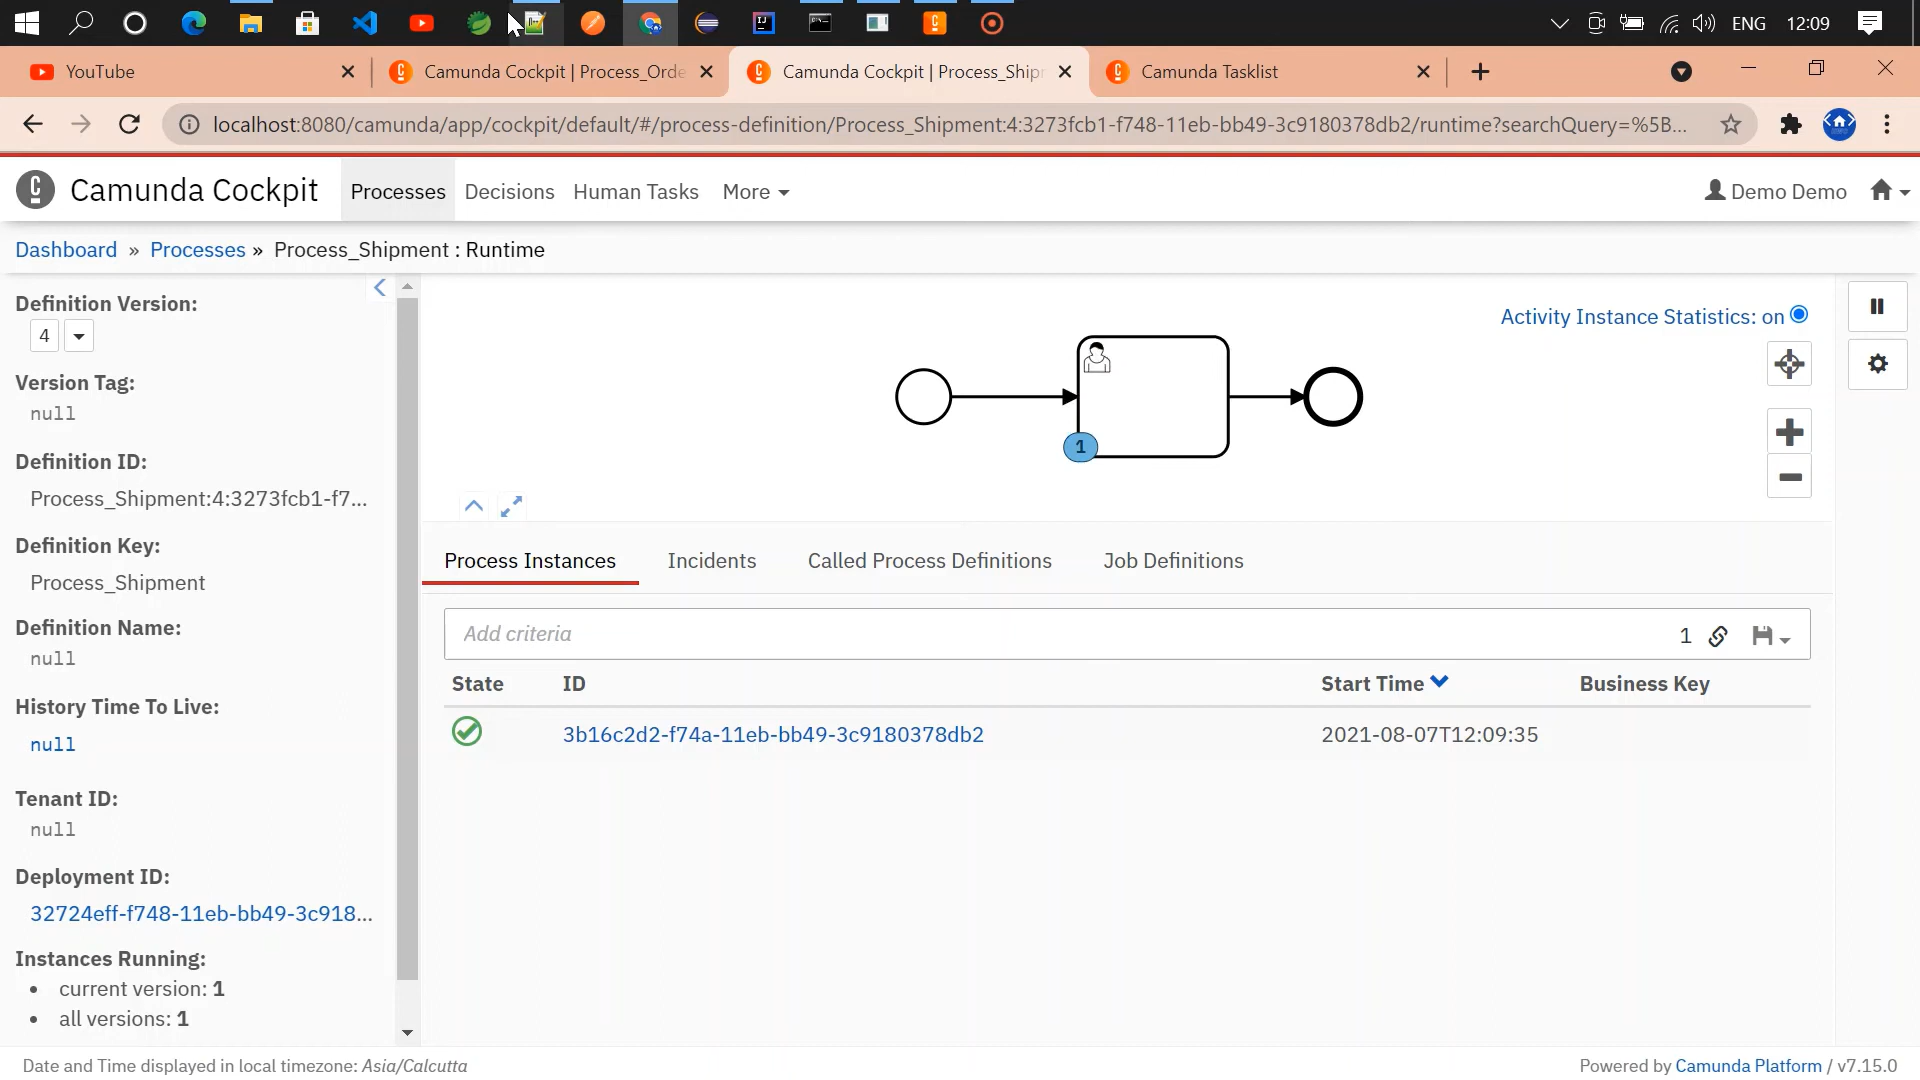 ENG 12:09
YouTube
Camunda Cockpit | Process_Orde
Camunda Cockpit | Process_Shipr
Camunda Tasklist
localhost:8080/camunda/app/cockpit/default/#/process-definition/Process_Shipment:4:3273fcb1-f748-11eb-bb49-3c9180378db2/runtime?searchQuery=%5B...
Camunda Cockpit Processes Decisions Human Tasks More
Demo Demo
Dashboard » Processes » Process_Shipment : Runtime
Definition Version:
4
Version Tag:
null
Definition ID:
Process_Shipment:4:3273fcb1-f7...
Definition Key:
Process_Shipment
Definition Name:
null
History Time To Live:
null
Tenant ID:
null
Deployment ID:
32724eff-f748-11eb-bb49-3c918...
Instances Running:
• current version: 1
• all versions: 1
Activity Instance Statistics: on
1
Process Instances Incidents Called Process Definitions Job Definitions
Add criteria 1
State ID Start Time Business Key
3b16c2d2-f74a-11eb-bb49-3c9180378db2 2021-08-07T12:09:35
Date and Time displayed in local timezone: Asia/Calcutta
Powered by Camunda Platform / v7.15.0